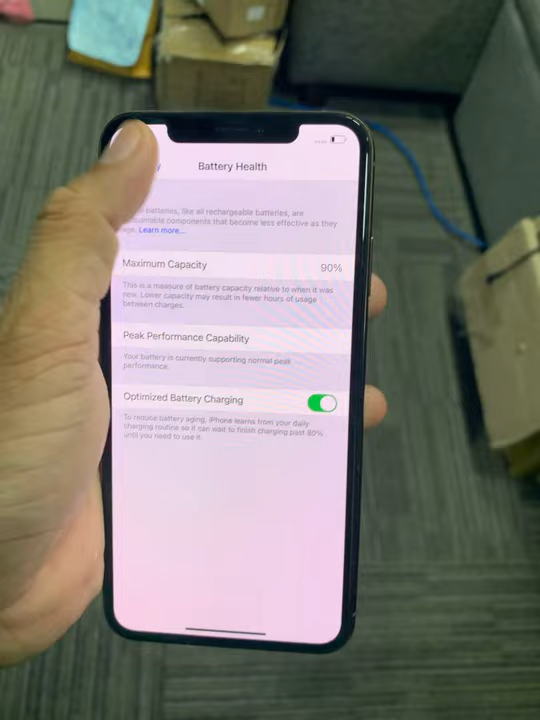 y
Battery Health
batteries, like all rechargeable batteries, are
components that become less effective as they
age. Learn more...
Maximum Capacity
90%
This is a measure of battery capacity relative to when it was
new. Lower capacity may result in fewer hours of usage
between charges.
Peak Performance Capability
Your battery is currently supporting normal peak
performance.
Optimized Battery Charging
To reduce battery aging, iPhone learns from your daily
charging routine so it can wait to finish charging past 80%
until you need to use it.